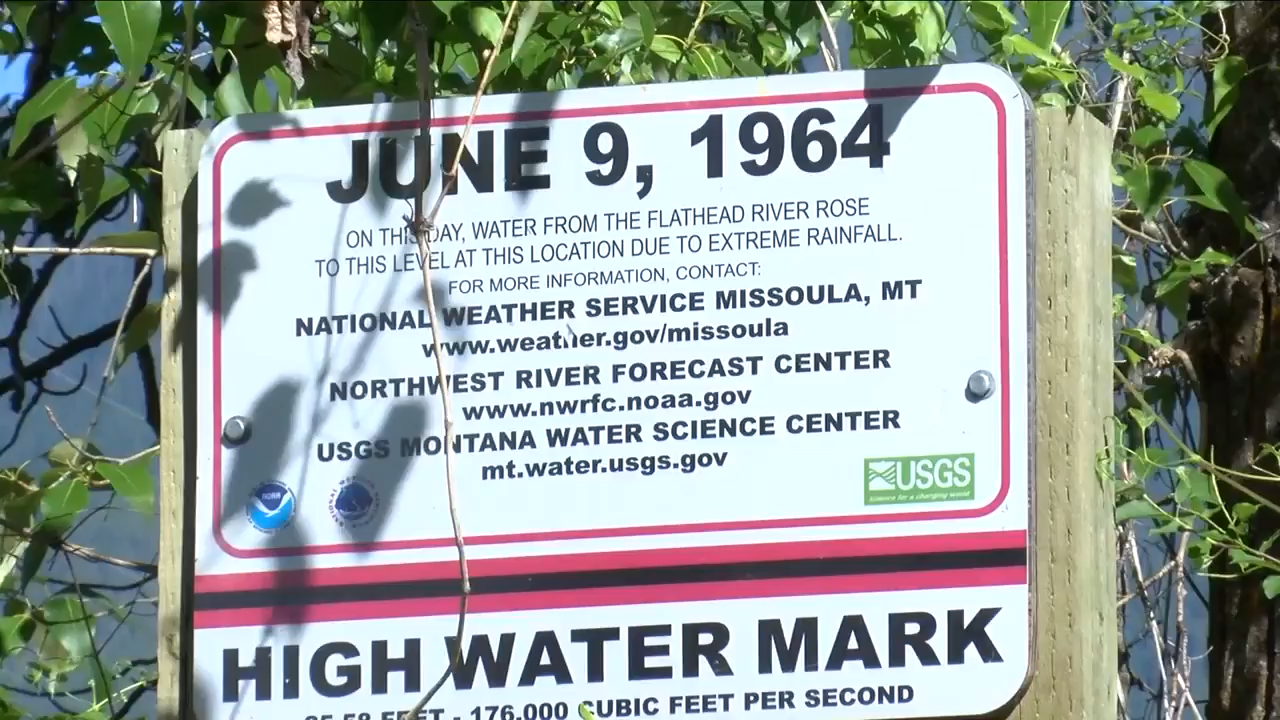 JUNE 9, 1964
ON THIS DAY, WATER FROM THE FLATHEAD RIVER ROSE
TO THIS LEVEL AT THIS LOCATION DUE TO EXTREME RAINFALL.
FOR MORE INFORMATION, CONTACT:
NATIONAL WEATHER SERVICE MISSOULA, MT
www.weather.gov/missoula
NORTHWEST RIVER FORECAST CENTER
www.nwrfc.noaa.gov
USGS MONTANA WATER SCIENCE CENTER
mt.water.usgs.gov
NOAA
USGS
science for a changing world
HIGH WATER MARK
FEET - 176,000 CUBIC FEET PER SECOND